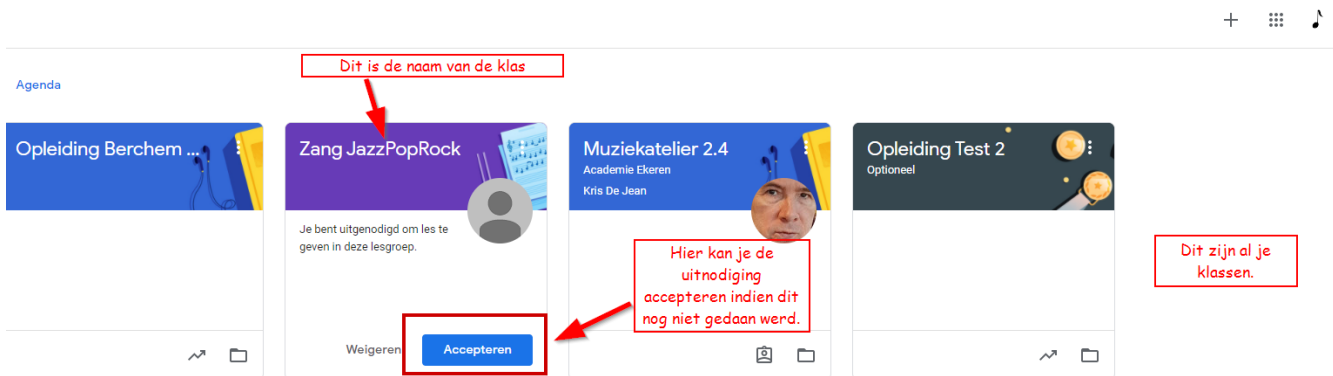 Dit is de naam van de klas
Agenda
Opleiding Berchem ...
Zang JazzPopRock
Je bent uitgenodigd om les te
geven in deze lesgroep.
Weigeren
Accepteren
Muziekatelier 2.4
Academie Ekeren
Kris De Jean
Hier kan je de
uitnodiging
accepteren indien dit
nog niet gedaan werd.
Opleiding Test 2
Optioneel
Dit zijn al je
klassen.